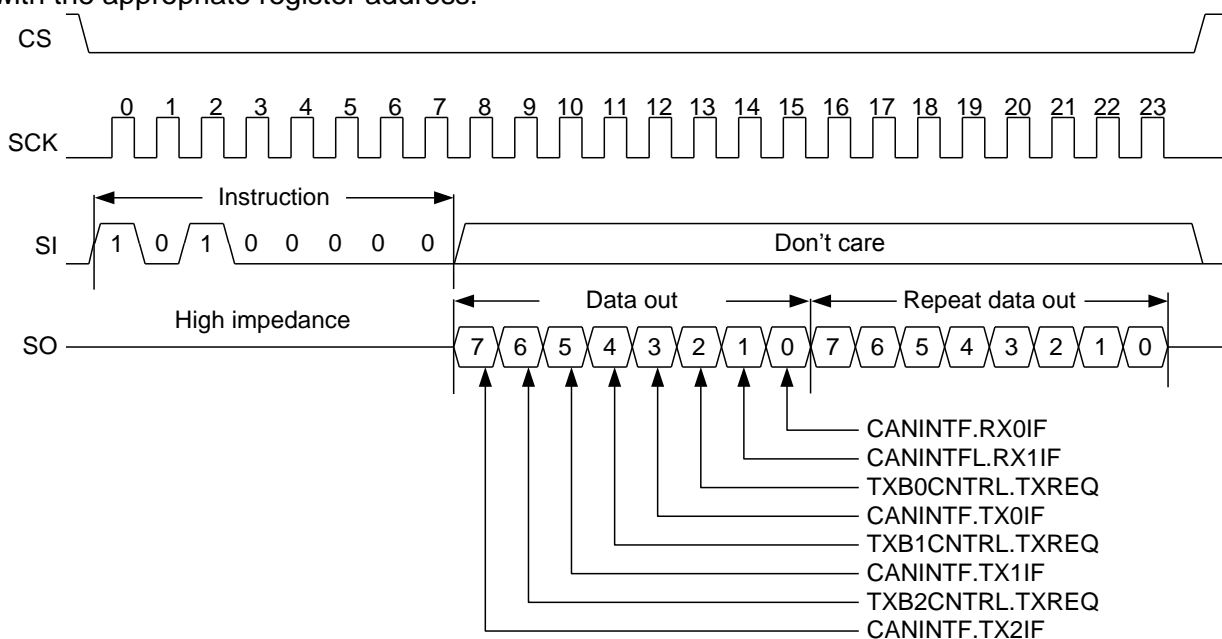 with the appropriate register address.
CS
0 1 2 3 4 5 6 7 8 9 10 11 12 13 14 15 16 17 18 19 20 21 22 23
SCK
Instruction
SI 1 0 1 0 0 0 0 0 Don't care
Data out Repeat data out
High impedance
SO 7 6 5 4 3 2 1 0 7 6 5 4 3 2 1 0
CANINTF.RX0IF
CANINTFL.RX1IF
TXB0CNTRL.TXREQ
CANINTF.TX0IF
TXB1CNTRL.TXREQ
CANINTF.TX1IF
TXB2CNTRL.TXREQ
CANINTF.TX2IF